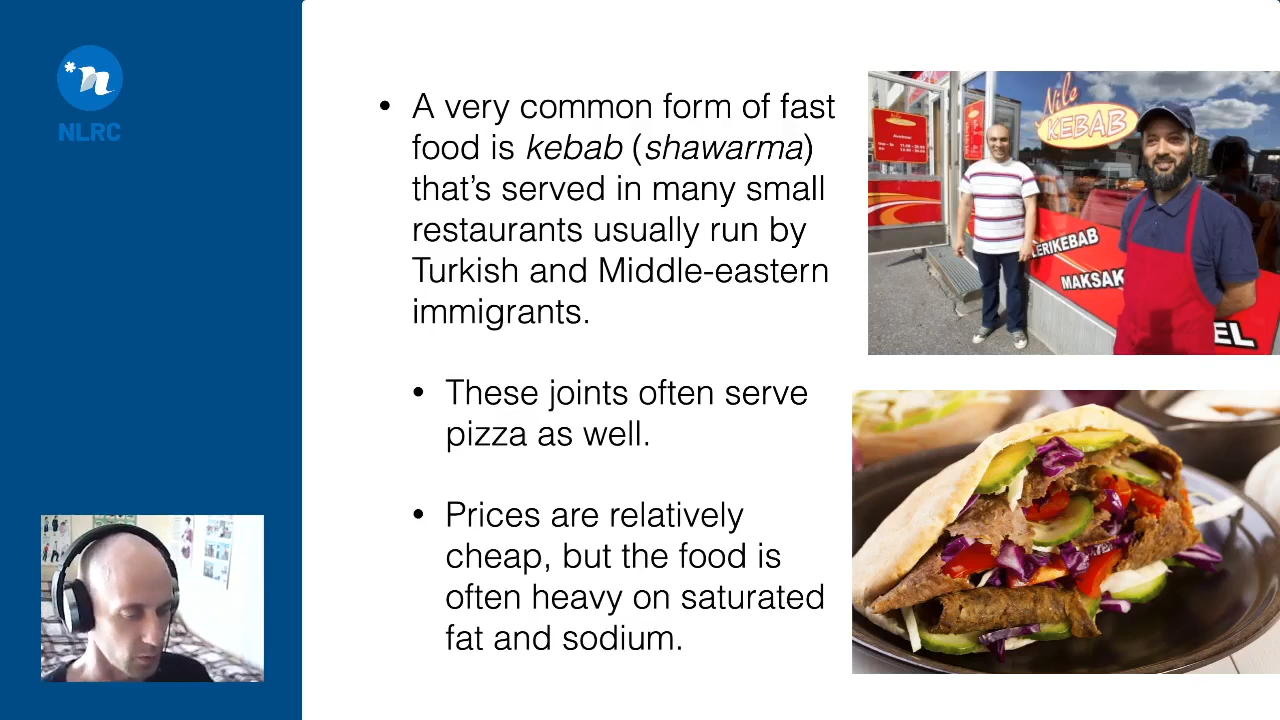 NLRC
• A very common form of fast
food is kebab (shawarma)
that’s served in many small
restaurants usually run by
Turkish and Middle-eastern
immigrants.
• These joints often serve
pizza as well.
• Prices are relatively
cheap, but the food is
often heavy on saturated
fat and sodium.
Nile
KEBAB
LERIKEBAB
MAKSAK
EL